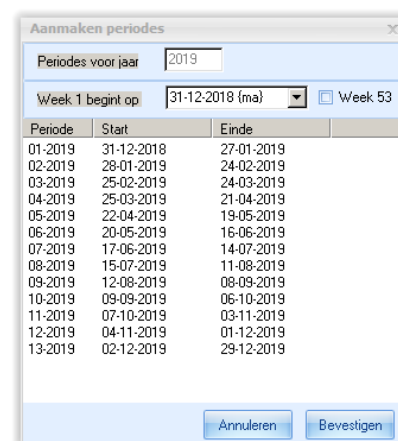 Aanmaken periodes x
Periodes voor jaar 2019
Week 1 begint op 31-12-2018 {ma} Week 53
Periode Start Einde
01-2019 31-12-2018 27-01-2019
02-2019 28-01-2019 24-02-2019
03-2019 25-02-2019 24-03-2019
04-2019 25-03-2019 21-04-2019
05-2019 22-04-2019 19-05-2019
06-2019 20-05-2019 16-06-2019
07-2019 17-06-2019 14-07-2019
08-2019 15-07-2019 11-08-2019
09-2019 12-08-2019 08-09-2019
10-2019 09-09-2019 06-10-2019
11-2019 07-10-2019 03-11-2019
12-2019 04-11-2019 01-12-2019
13-2019 02-12-2019 29-12-2019
Annuleren Bevestigen